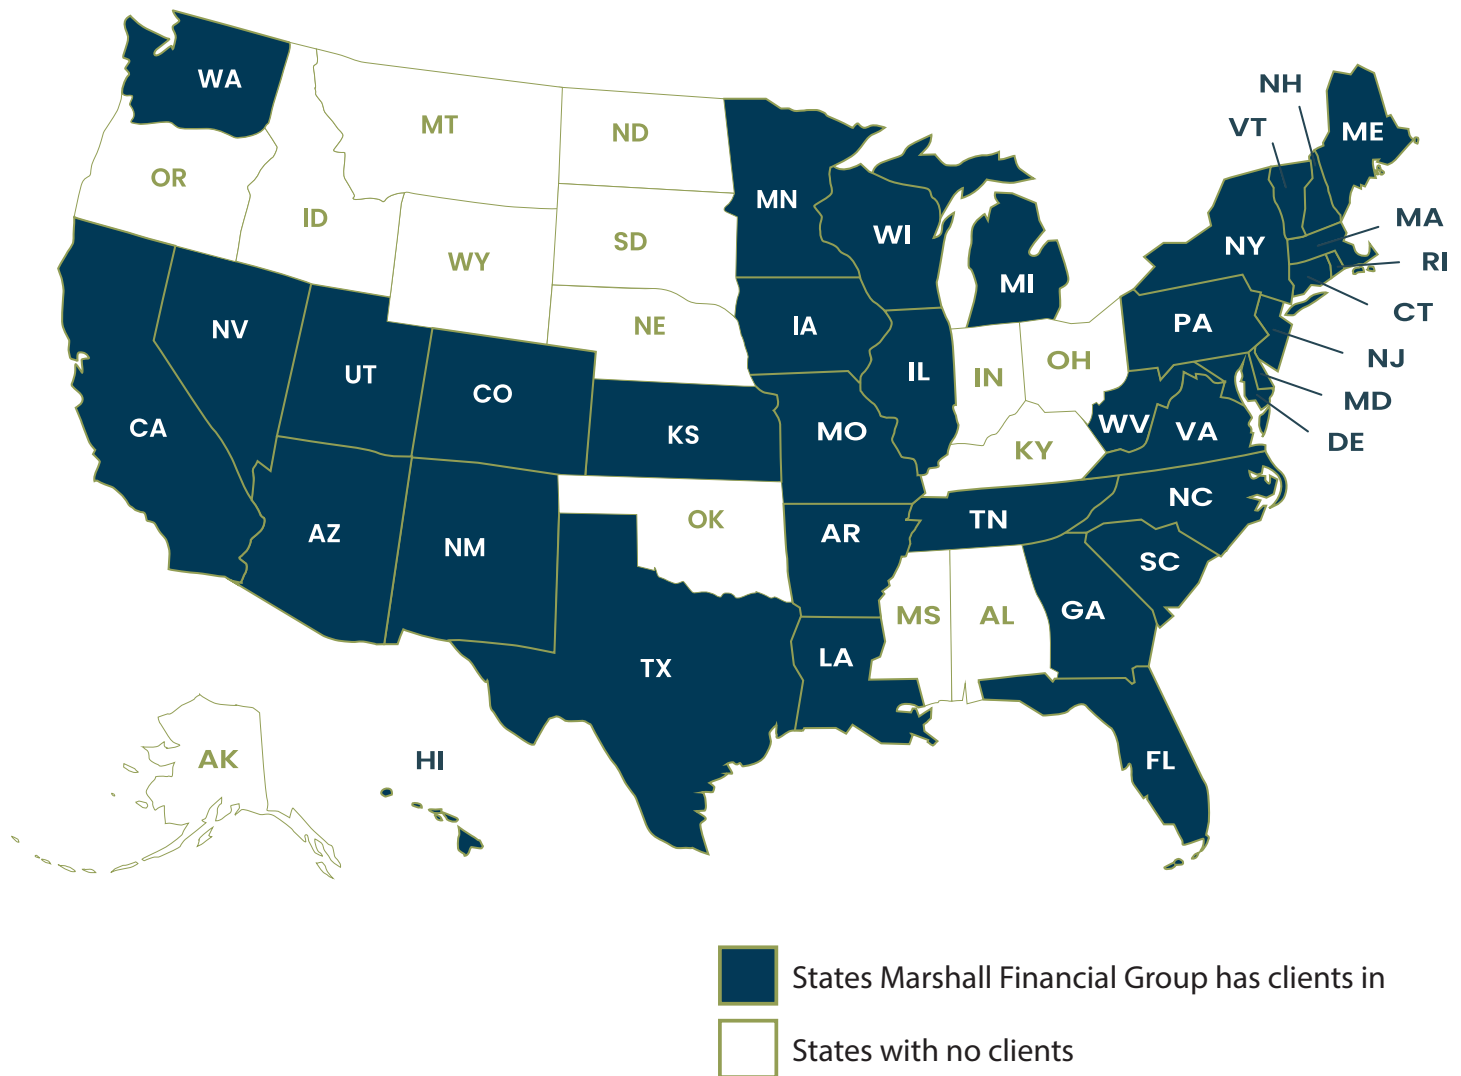 WA
NH
VT
ME
MT
ND
OR
MN
ID
SD
WI
NY
MA
WY
RI
MI
CT
NV
IA
NE
PA
NJ
UT
CO
IL
IN
OH
MD
CA
KS
MO
WV
VA
DE
KY
AZ
NM
OK
AR
TN
NC
SC
MS
AL
GA
TX
LA
AK
HI
FL
States Marshall Financial Group has clients in
States with no clients